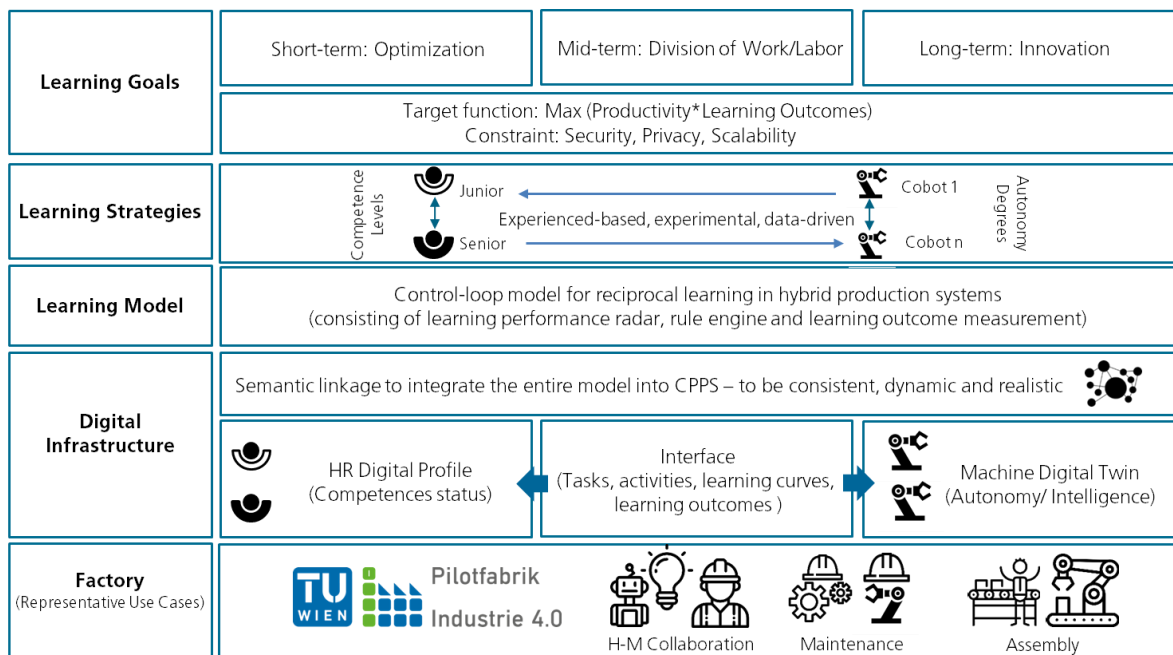 Learning Goals
Short-term: Optimization
Mid-term: Division of Work/Labor
Long-term: Innovation
Target function: Max (Productivity*Learning Outcomes)
Constraint: Security, Privacy, Scalability
Learning Strategies
Competence
Levels
Junior
Senior
Experienced-based, experimental, data-driven
Cobot 1
Cobot n
Autonomy
Degrees
Learning Model
Control-loop model for reciprocal learning in hybrid production systems
(consisting of learning performance radar, rule engine and learning outcome measurement)
Digital
Infrastructure
Semantic linkage to integrate the entire model into CPPS – to be consistent, dynamic and realistic
HR Digital Profile
(Competences status)
Interface
(Tasks, activities, learning curves,
learning outcomes )
Machine Digital Twin
(Autonomy/ Intelligence)
Factory
(Representative Use Cases)
TU
WIEN
Pilotfabrik
Industrie 4.0
H-M Collaboration
Maintenance
Assembly